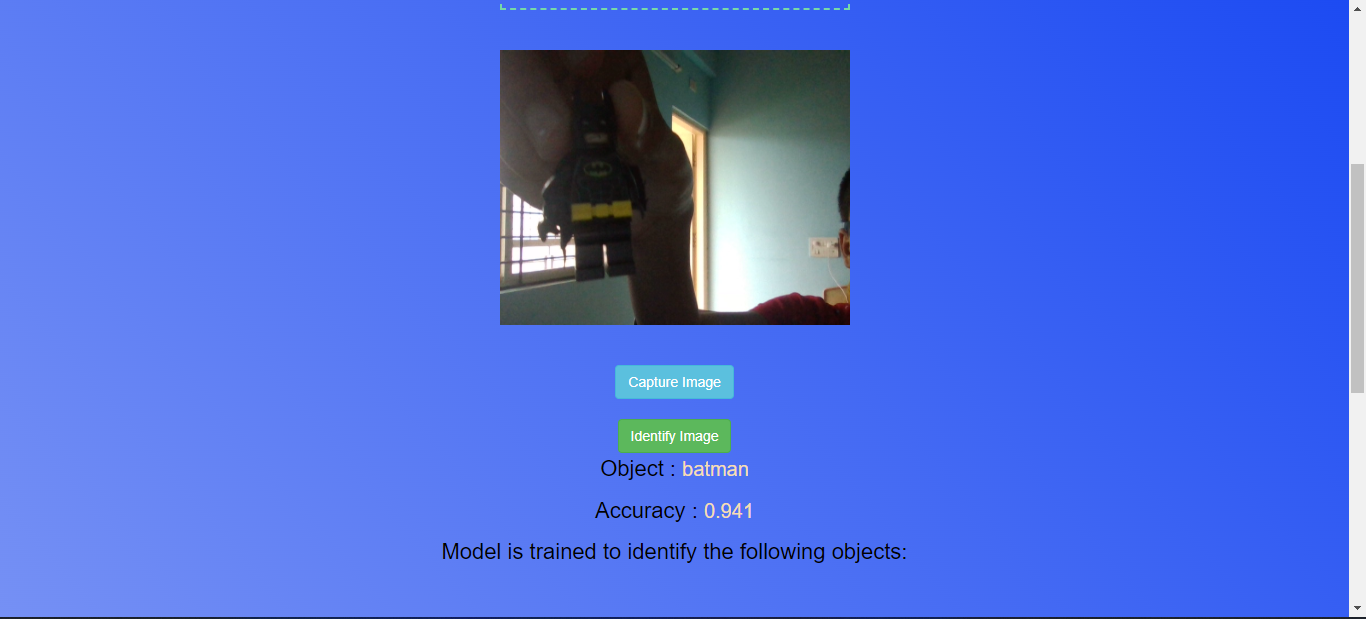 Capture Image
Identify Image
Object : batman
Accuracy : 0.941
Model is trained to identify the following objects: